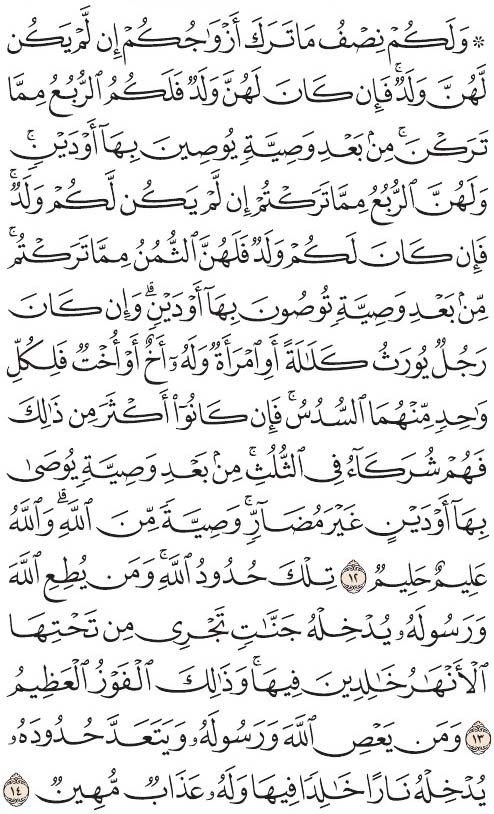 ۞ وَلَكُمْ نِصْفُ مَا تَرَكَ أَزْوَٰجُكُمْ إِن لَّمْ يَكُن
لَّهُنَّ وَلَدٌۚ فَإِن كَانَ لَهُنَّ وَلَدٌ فَلَكُمُ ٱلرُّبُعُ مِمَّا
تَرَكْنَۚ مِنۢ بَعْدِ وَصِيَّةٍ يُوصِينَ بِهَآ أَوْ دَيْنٍۚ
وَلَهُنَّ ٱلرُّبُعُ مِمَّا تَرَكْتُمْ إِن لَّمْ يَكُن لَّكُمْ وَلَدٌۚ
فَإِن كَانَ لَكُمْ وَلَدٌ فَلَهُنَّ ٱلثُّمُنُ مِمَّا تَرَكْتُمۚ
مِّنۢ بَعْدِ وَصِيَّةٍ تُوصُونَ بِهَآ أَوْ دَيْنٍۗ وَإِن كَانَ
رَجُلٌ يُورَثُ كَلَـٰلَةً أَوِ ٱمْرَأَةٌ وَلَهُۥٓ أَخٌ أَوْ أُخْتٌ فَلِكُلِّ
وَٰحِدٍ مِّنْهُمَا ٱلسُّدُسُۚ فَإِن كَانُوٓا۟ أَكْثَرَ مِن ذَٰلِكَ
فَهُمْ شُرَكَآءُ فِى ٱلثُّلُثِۚ مِنۢ بَعْدِ وَصِيَّةٍ يُوصَىٰ
بِهَآ أَوْ دَيْنٍ غَيْرَ مُضَآرٍّۚ وَصِيَّةً مِّنَ ٱللَّهِۗ وَٱللَّهُ
عَلِيمٌ حَلِيمٌ ١٢ تِلْكَ حُدُودُ ٱللَّهِۚ وَمَن يُطِعِ ٱللَّهَ
وَرَسُولَهُۥ يُدْخِلْهُ جَنَّـٰتٍ تَجْرِى مِن تَحْتِهَا
ٱلْأَنْهَـٰرُ خَـٰلِدِينَ فِيهَاۚ وَذَٰلِكَ ٱلْفَوْزُ ٱلْعَظِيمُ
١٣ وَمَن يَعْصِ ٱللَّهَ وَرَسُولَهُۥ وَيَتَعَدَّ حُدُودَهُۥ
يُدْخِلْهُ نَارًا خَـٰلِدًا فِيهَا وَلَهُۥ عَذَابٌ مُّهِينٌ ١٤